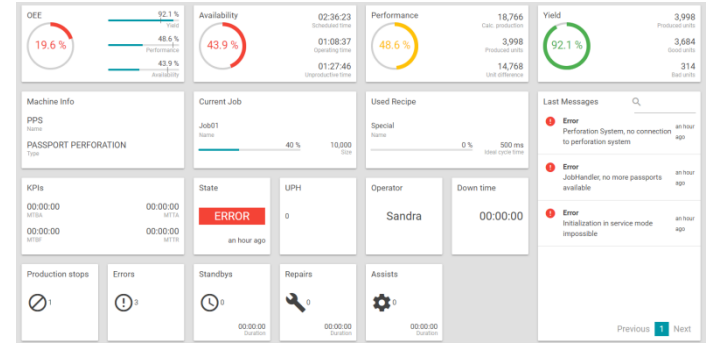 OEE
92.1 %
Yield
19.6 %
48.6 %
Performance
43.9 %
Availability
Availability
02:36:23
Scheduled time
43.9 %
01:08:37
Operating time
01:27:46
Unproductive time
Performance
18,766
Calc. production
48.6 %
3,998
Produced units
14,768
Unit difference
Yield
3,998
Produced units
92.1 %
3,684
Good units
314
Bad units
Machine Info
PPS
Name
PASSPORT PERFORATION
Type
Current Job
Job01
Name
40 %
10,000
Size
Used Recipe
Special
Name
0 %
500 ms
Ideal cycle time
Last Messages
Error
Perforation System, no connection
to perforation system
an hour
ago
Error
JobHandler, no more passports
available
an hour
ago
Error
Initialization in service mode
impossible
an hour
ago
Previous 1 Next
KPIs
00:00:00
MTBA
00:00:00
MTTA
00:00:00
MTBF
00:00:00
MTTR
State
ERROR
an hour ago
UPH
0
Operator
Sandra
Down time
00:00:00
Production stops
1
Errors
3
Standbys
0
00:00:00
Duration
Repairs
0
00:00:00
Duration
Assists
0
00:00:00
Duration